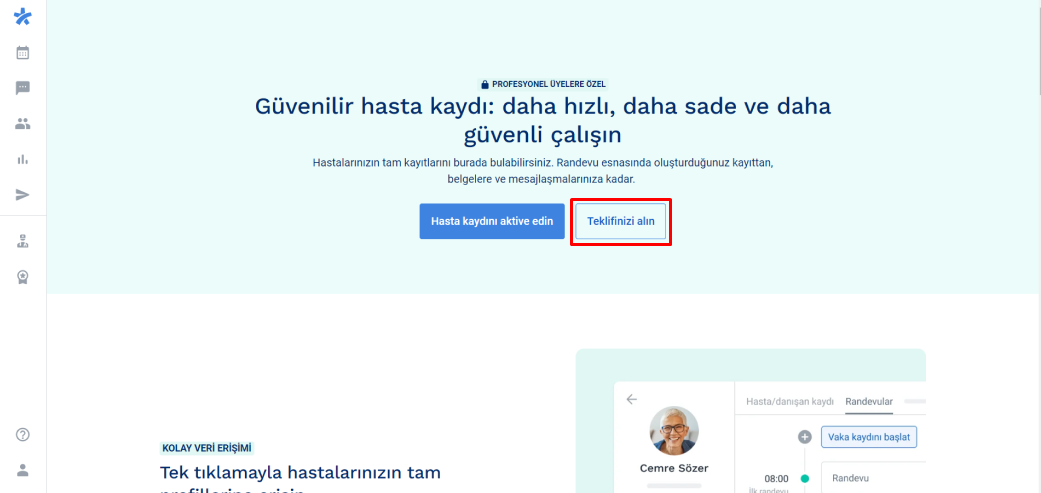 PROFESYONEL ÜYELERE ÖZEL
Güvenilir hasta kaydı: daha hızlı, daha sade ve daha
güvenli çalışın
Hastalarınızın tam kayıtlarını burada bulabilirsiniz. Randevu esnasında oluşturduğunuz kayıttan,
belgelere ve mesajlaşmalarınıza kadar.
Hasta kaydını aktive edin
Teklifinizi alın
KOLAY VERİ ERİŞİMİ
Tek tıklamayla hastalarınızın tam
profillerine erişin
Hasta/danışan kaydı
Randevular
Vaka kaydını başlat
Cemre Sözer
08:00
İlk randevu
Randevu